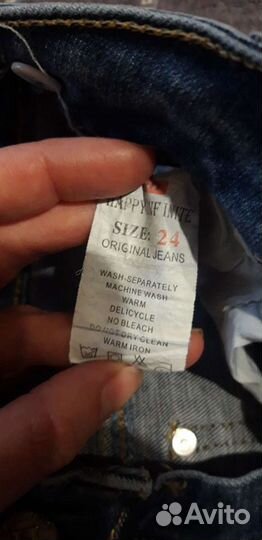 SIZE: 24
ORIGINAL JEANS
WASH-SEPARATELY
MACHINE WASH
WARM
DELICYCLE
NO BLEACH
DO NOT DRY CLEAN
WARM IRON
Avito